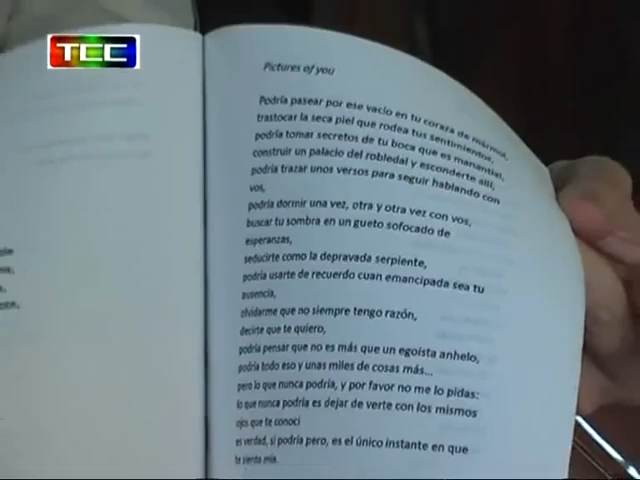 TCC
Pictures of you
Podría pasear por ese vacío en tu coraza de mármol,
trastocar la seca piel que rodea tus sentimientos,
podría tomar secretos de tu boca que es manantial,
construir un palacio del robledal y esconderte allí,
podría trazar unos versos para seguir hablando con
vos,
podría dormir una vez, otra y otra vez con vos,
buscar tu sombra en un gueto sofocado de
esperanzas,
seducirte como la depravada serpiente,
podría usarte de recuerdo cuan emancipada sea tu
ausencia,
olvidarme que no siempre tengo razón,
decirte que te quiero,
podría pensar que no es más que un egoísta anhelo,
podría todo eso y unas miles de cosas más...
pero lo que nunca podría, y por favor no me lo pidas:
lo que nunca podría es dejar de verte con los mismos
ojos que te conocí
es verdad, si podría pero, es el único instante en que
te siento mía.